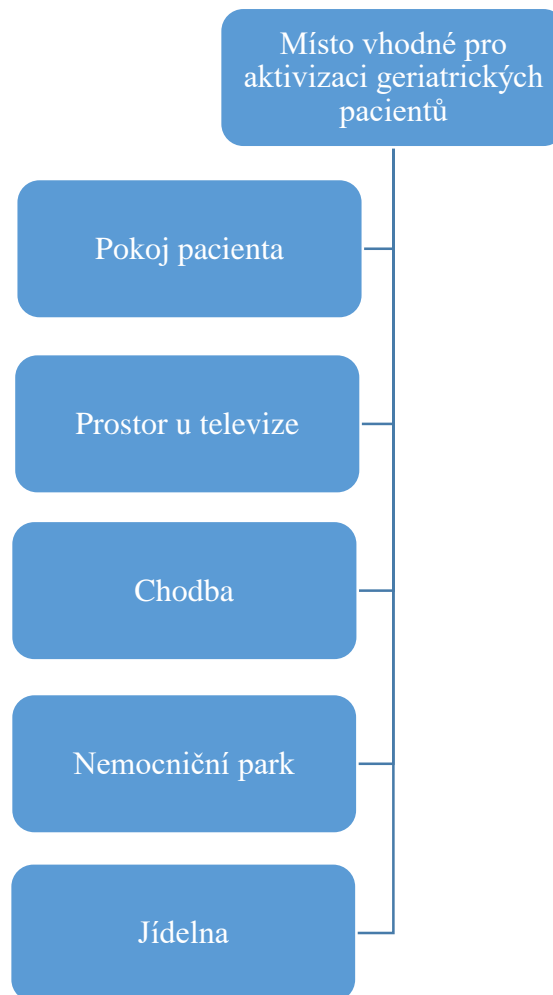 Místo vhodné pro
aktivizaci geriatrických
pacientů
Pokoj pacienta
Prostor u televize
Chodba
Nemocniční park
Jídelna